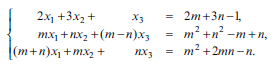 2x₁ +3x₂ + x₃ = 2m+3n−1,
mx₁ +nx₂ +(m−n)x₃ = m² +n² −m+n,
(m+n)x₁ +mx₂ + nx₃ = m² +2mn−n.